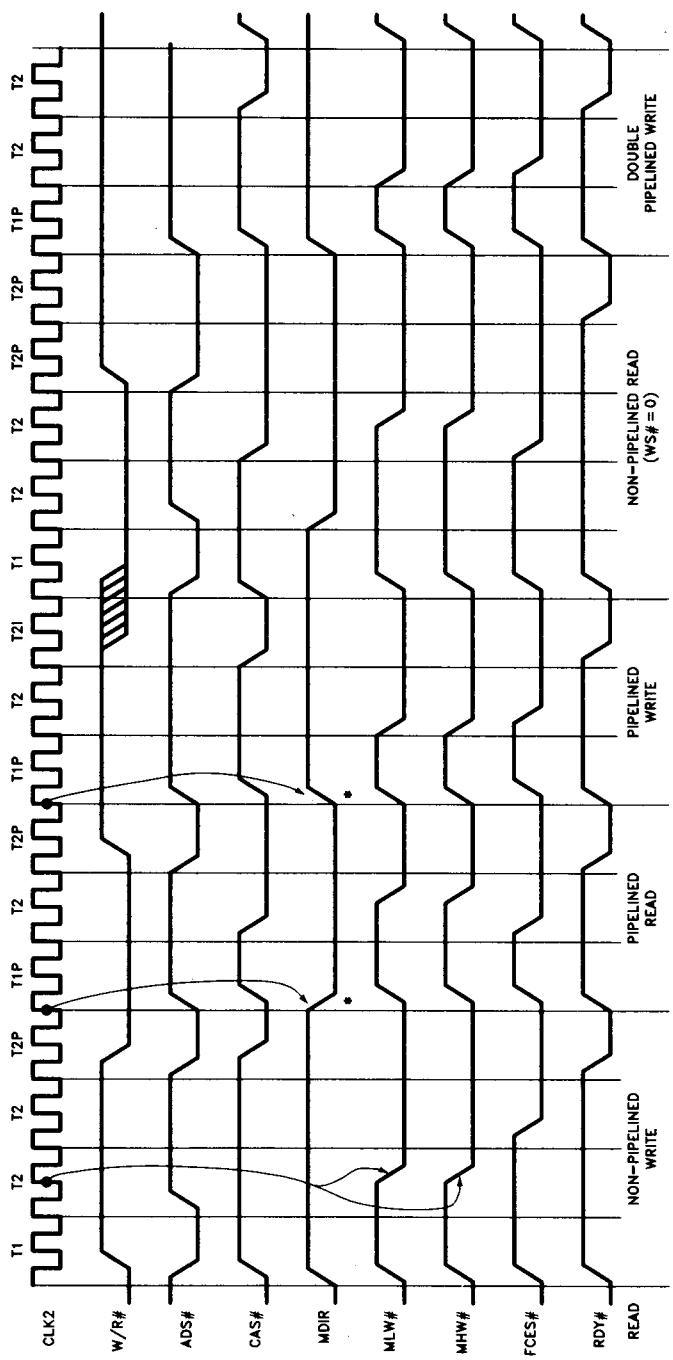 T1 T2 T2 T2P T1P T2 T2P T1P T2 T2I T1 T2 T2 T2P T2P T1P T2 T2
CLK2
W/R#
ADS#
CAS#
MDIR
* *
MLW#
MHW#
FCES#
RDY#
READ
NON-PIPELINED
WRITE
PIPELINED
READ
PIPELINED
WRITE
NON-PIPELINED READ
(WS# = 0)
DOUBLE
PIPELINED WRITE